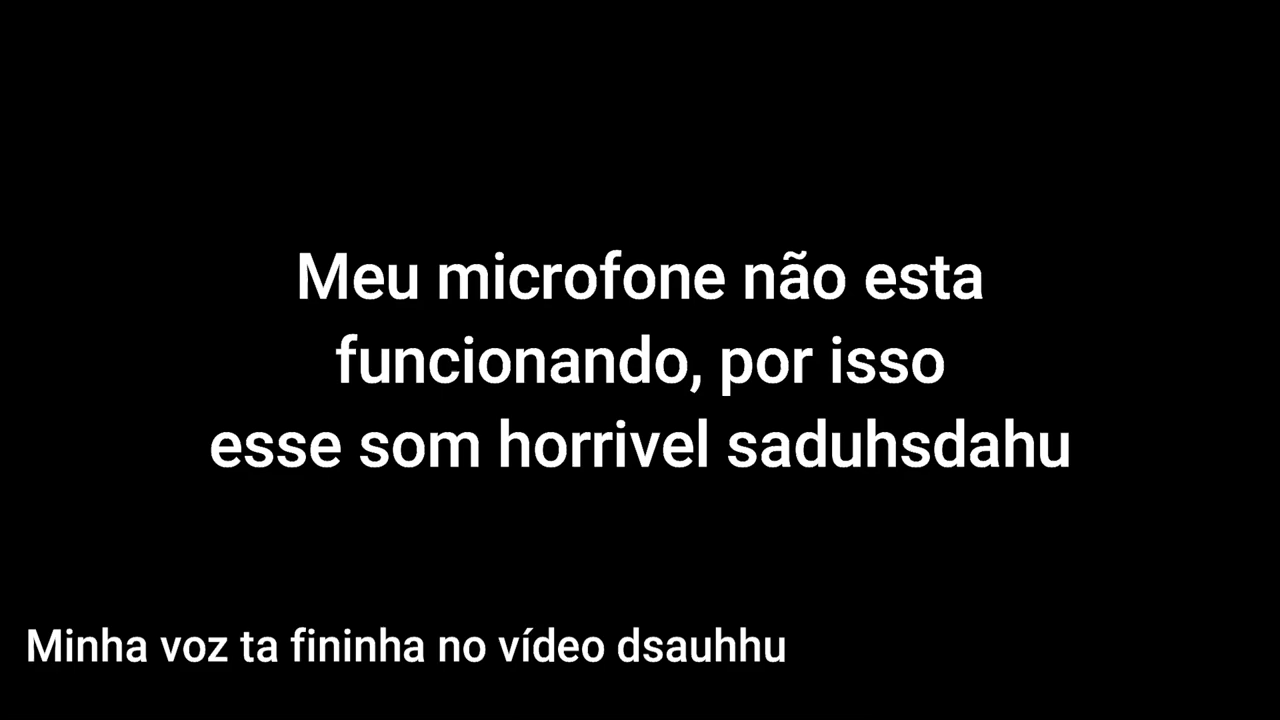 Meu microfone não esta
funcionando, por isso
esse som horrivel saduhsdahu
Minha voz ta fininha no vídeo dsauhhu